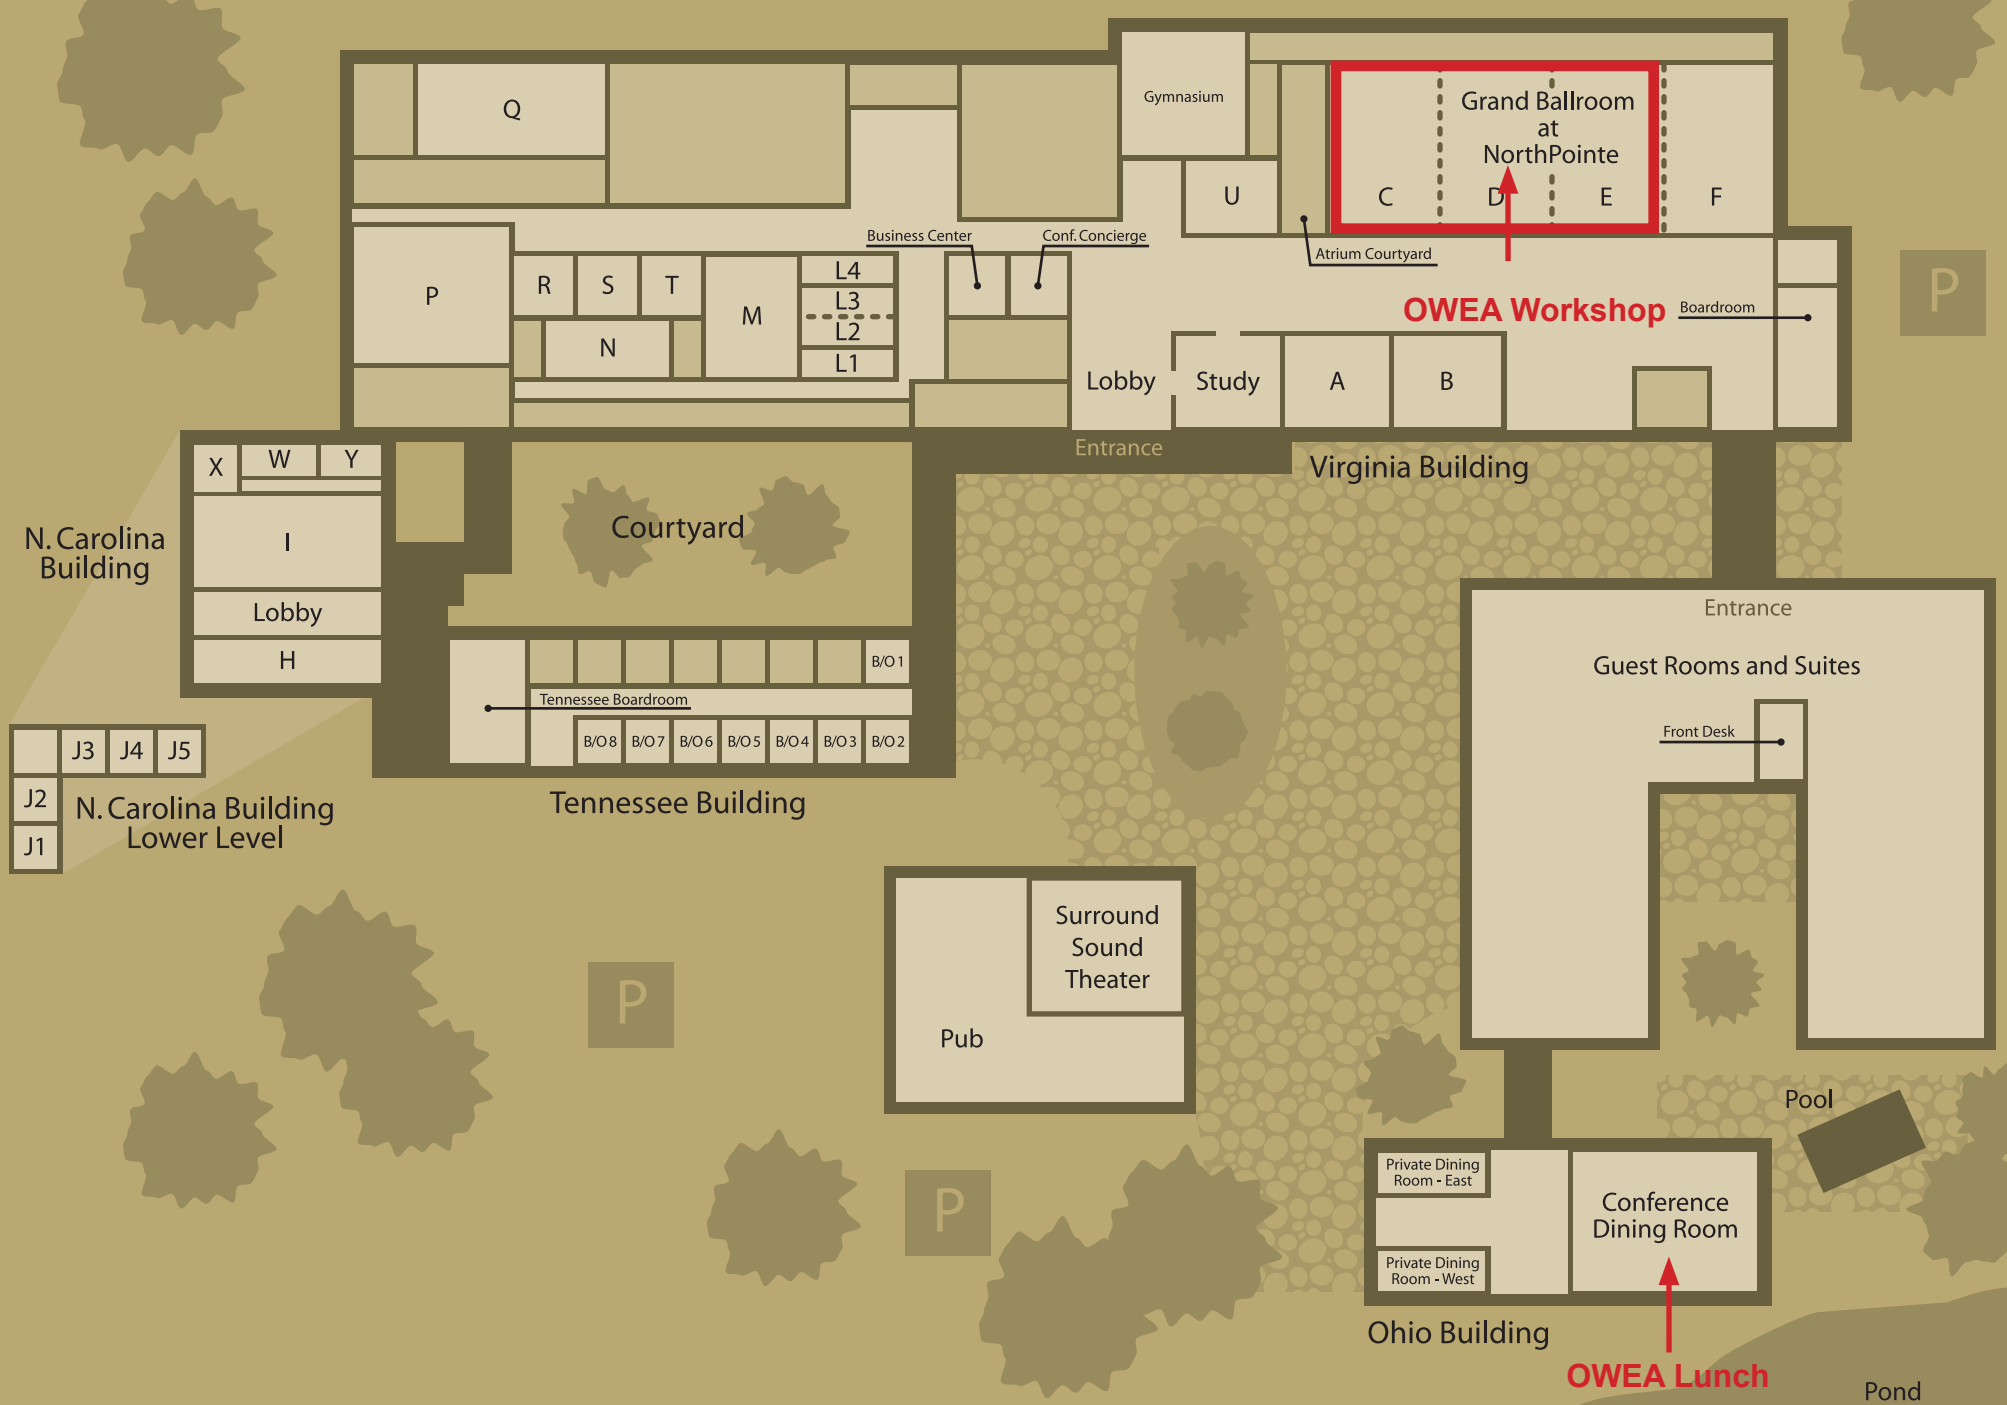 Q
Gymnasium
Grand Ballroom
at
NorthPointe
C
D
E
F
U
Business Center
Conf. Concierge
Atrium Courtyard
P
R
S
T
M
L4
L3
L2
L1
N
P
OWEA Workshop
Boardroom
Lobby
Study
A
B
Entrance
Virginia Building
X
W
Y
I
Lobby
H
N. Carolina
Building
Courtyard
Entrance
Guest Rooms and Suites
Front Desk
B/O 1
Tennessee Boardroom
B/O 8
B/O 7
B/O 6
B/O 5
B/O 4
B/O 3
B/O 2
Tennessee Building
J3
J4
J5
J2
J1
N. Carolina Building
Lower Level
Surround
Sound
Theater
Pub
P
P
Pool
Private Dining
Room - East
Conference
Dining Room
Private Dining
Room - West
Ohio Building
OWEA Lunch
Pond